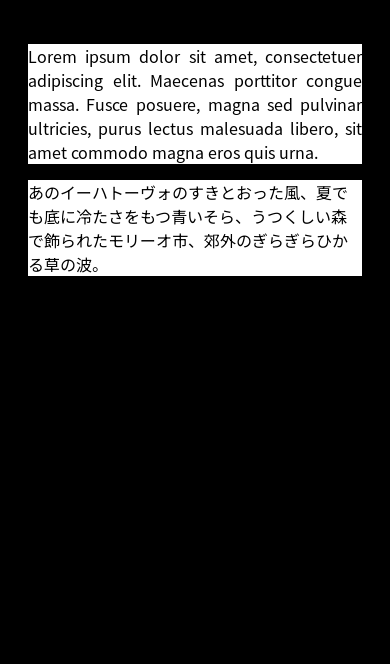 Lorem ipsum dolor sit amet, consectetuer
adipiscing elit. Maecenas porttitor congue
massa. Fusce posuere, magna sed pulvinar
ultricies, purus lectus malesuada libero, sit
amet commodo magna eros quis urna.
あのイーハトーヴォのすきとおった風、夏で
も底に冷たさをもつ青いそら、うつくしい森
で飾られたモリーオ市、郊外のぎらぎらひか
る草の波。